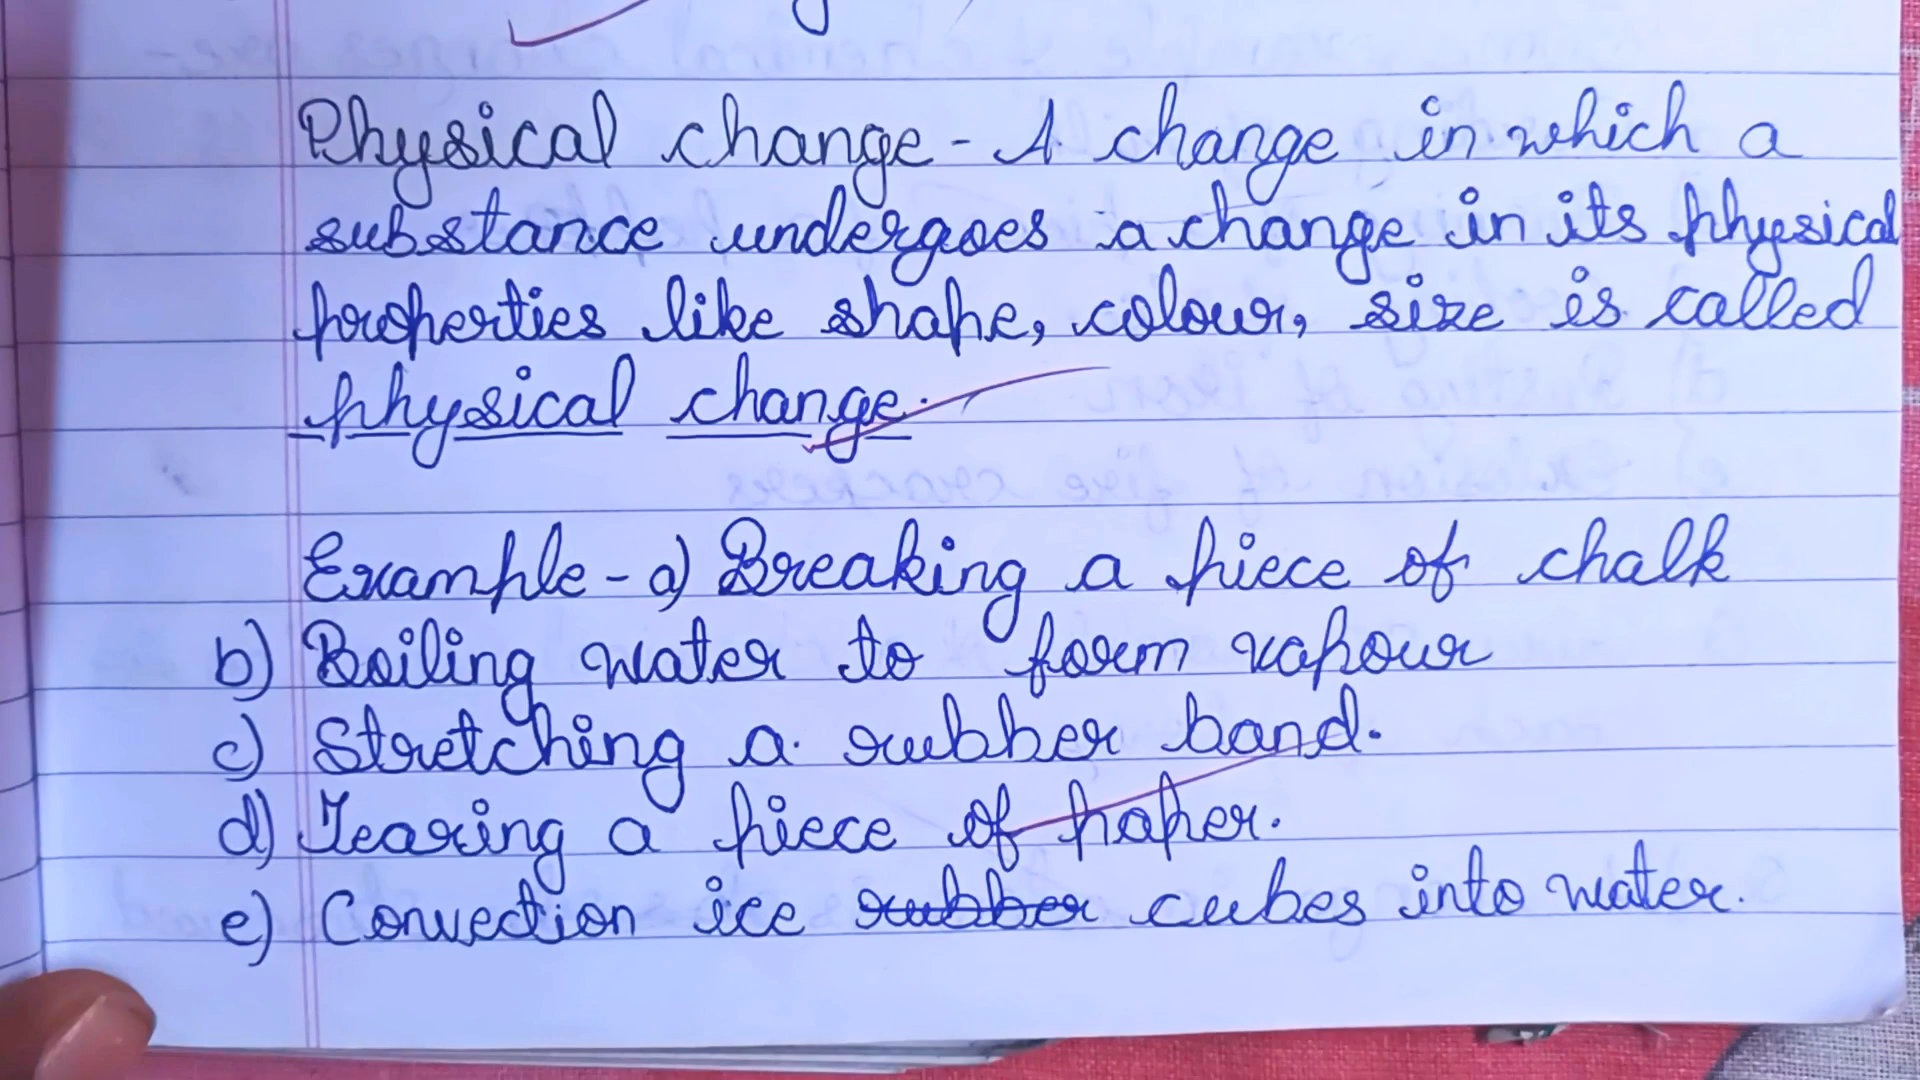 Physical change - A change in which a
substance undergoes a change in its physical
properties like shape, colour, size is called
physical change.
Example - a) Breaking a piece of chalk
b) Boiling water to form vapour
c) Stretching a rubber band.
d) Tearing a piece of paper.
e) Convection ice rubber cubes into water.